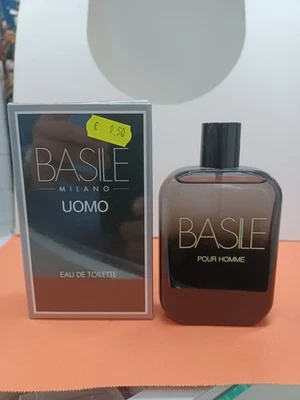 € 9,50
BASILE
MILANO
UOMO
EAU DE TOILETTE
BASILE
POUR HOMME